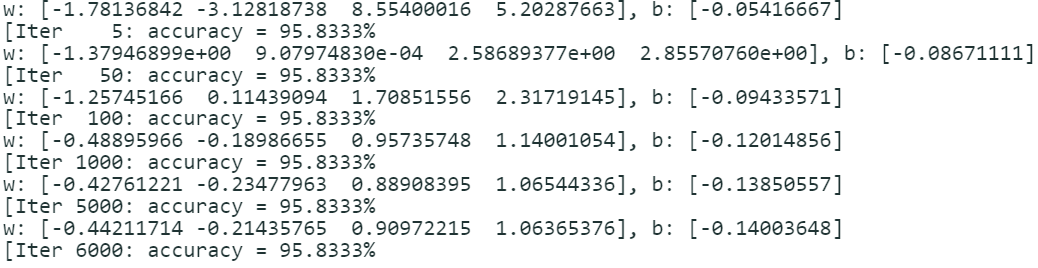 w: [-1.78136842 -3.12818738  8.55400016  5.20287663], b: [-0.05416667]
[Iter    5: accuracy = 95.8333%
w: [-1.37946899e+00  9.07974830e-04  2.58689377e+00  2.85570760e+00], b: [-0.08671111]
[Iter   50: accuracy = 95.8333%
w: [-1.25745166  0.11439094  1.70851556  2.31719145], b: [-0.09433571]
[Iter  100: accuracy = 95.8333%
w: [-0.48895966 -0.18986655  0.95735748  1.14001054], b: [-0.12014856]
[Iter 1000: accuracy = 95.8333%
w: [-0.42761221 -0.23477963  0.88908395  1.06544336], b: [-0.13850557]
[Iter 5000: accuracy = 95.8333%
w: [-0.44211714 -0.21435765  0.90972215  1.06365376], b: [-0.14003648]
[Iter 6000: accuracy = 95.8333%